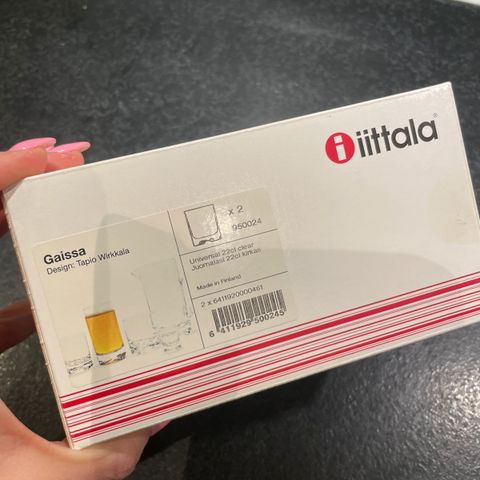 iittala
Gaissa
Design: Tapio Wirkkala
x 2
950024
Universal 22cl clear
Juomalasi 22cl kirkas
Made in Finland
2 x 6411920000461
6 411929 500245